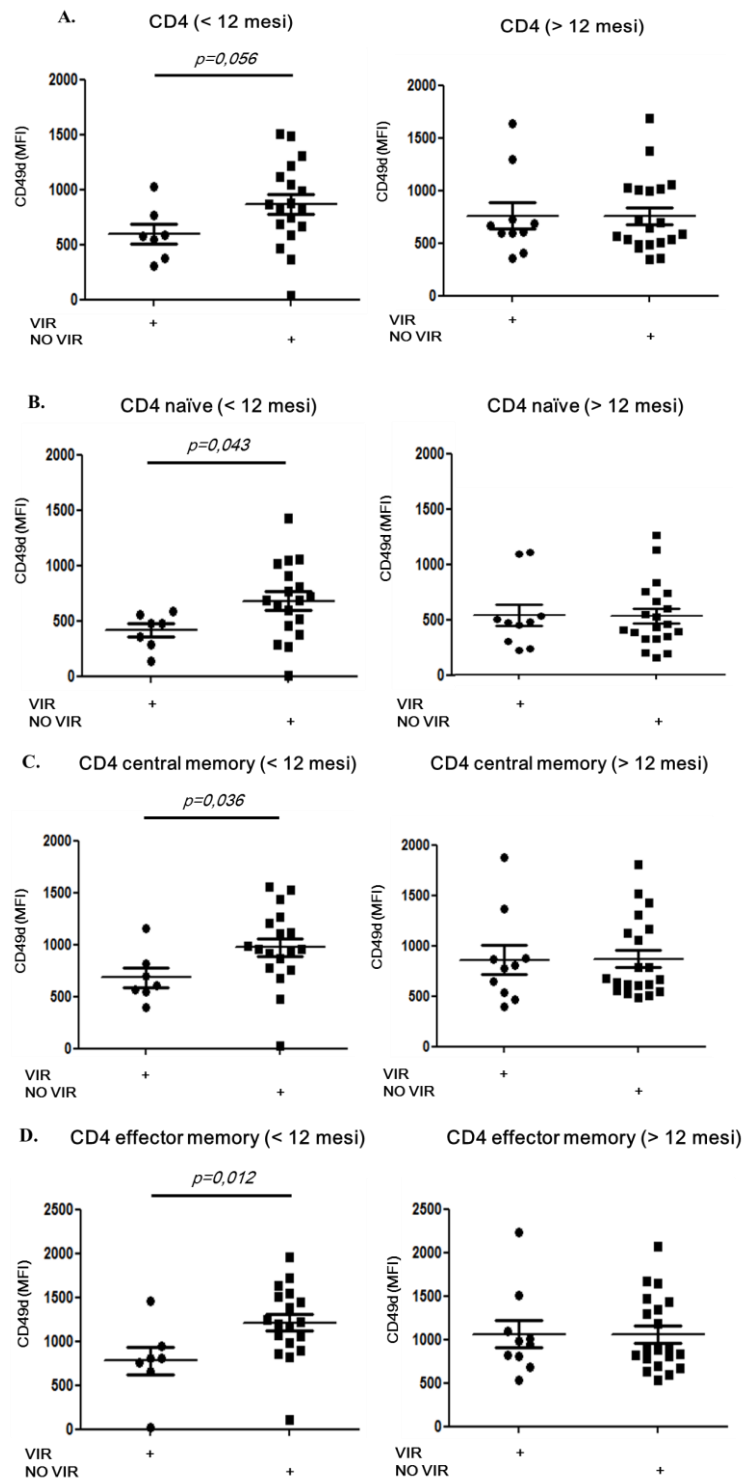 A.
CD4 (< 12 mesi)
p=0,056
2000
1500
1000
500
0
CD49d (MFI)
VIR +
NO VIR +
CD4 (> 12 mesi)
2000
1500
1000
500
0
CD49d (MFI)
+
+
B.
CD4 naïve (< 12 mesi)
p=0,043
2000
1500
1000
500
0
CD49d (MFI)
VIR +
NO VIR +
CD4 naïve (> 12 mesi)
2000
1500
1000
500
0
CD49d (MFI)
VIR +
NO VIR +
C.
CD4 central memory (< 12 mesi)
p=0,036
2000
1500
1000
500
0
CD49d (MFI)
VIR +
NO VIR +
CD4 central memory (> 12 mesi)
2000
1500
1000
500
0
CD49d (MFI)
VIR +
NO VIR +
D.
CD4 effector memory (< 12 mesi)
p=0,012
2500
2000
1500
1000
500
0
CD49d (MFI)
VIR +
NO VIR +
CD4 effector memory (> 12 mesi)
2500
2000
1500
1000
500
0
CD49d (MFI)
VIR +
NO VIR +